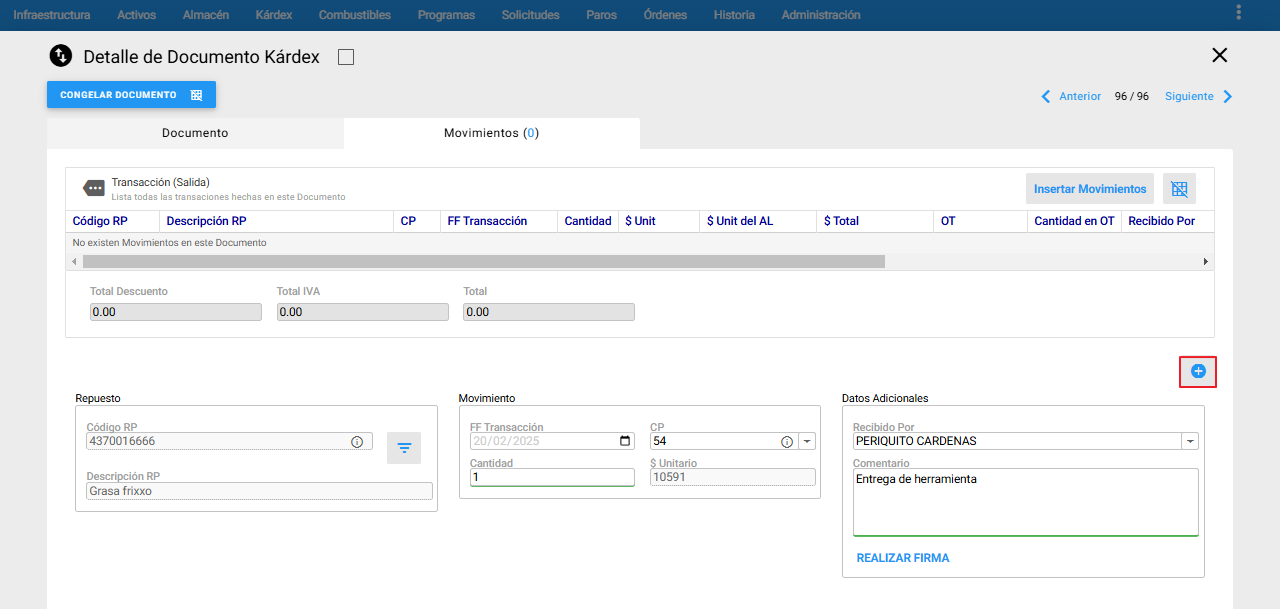 Infraestructura Activos Almacén Kárdex Combustibles Programas Solicitudes Paros Órdenes Historia Administración
Detalle de Documento Kárdex
CONGELAR DOCUMENTO
Anterior 96 / 96 Siguiente
Documento Movimientos (0)
Transacción (Salida)
Lista todas las transaciones hechas en este Documento
Insertar Movimientos
Código RP Descripción RP CP FF Transacción Cantidad $ Unit $ Unit del AL $ Total OT Cantidad en OT Recibido Por
No existen Movimientos en este Documento
Total Descuento Total IVA Total
0.00 0.00 0.00
Repuesto
Código RP
4370016666
Descripción RP
Grasa frixxo
Movimiento
FF Transacción CP
20/02/2025 54
Cantidad $ Unitario
1 10591
Datos Adicionales
Recibido Por
PERIQUITO CARDENAS
Comentario
Entrega de herramienta
REALIZAR FIRMA